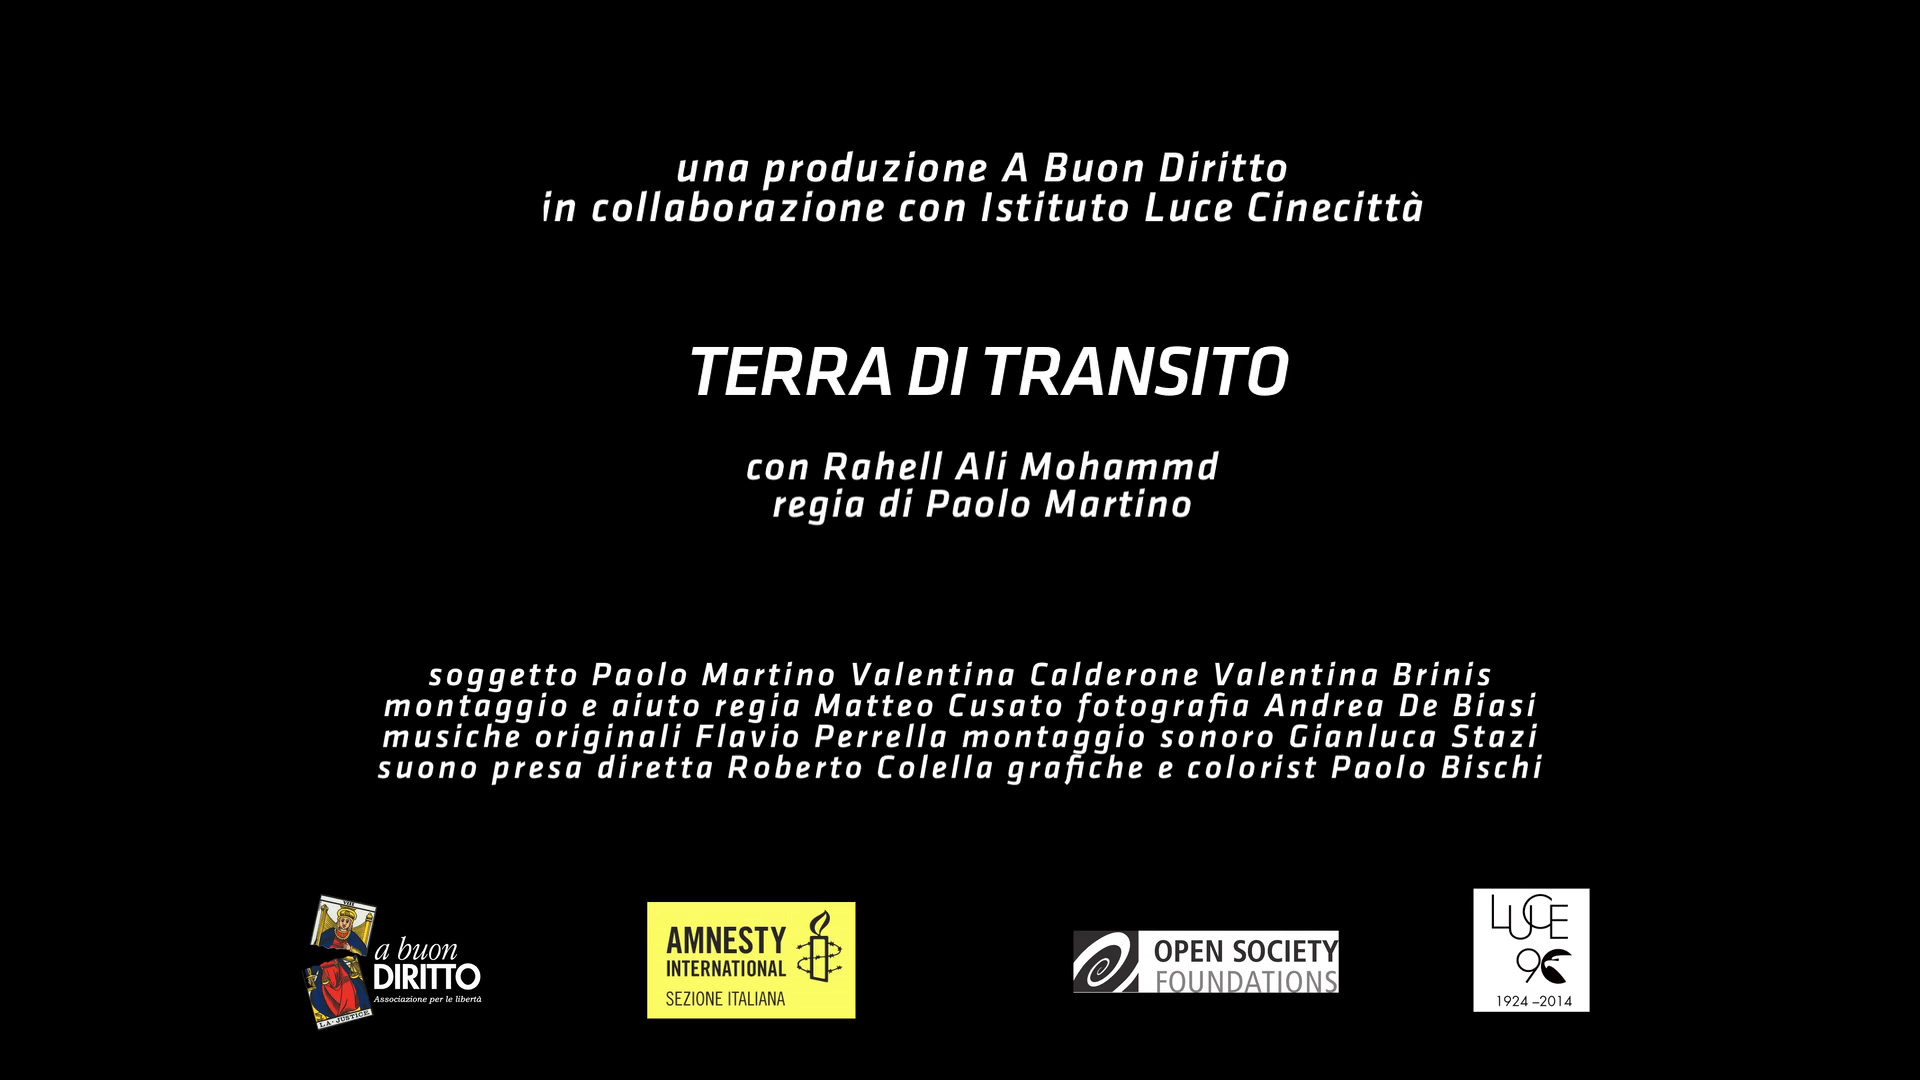 una produzione A Buon Diritto
in collaborazione con Istituto Luce Cinecittà
TERRA DI TRANSITO
con Rahell Ali Mohammd
regia di Paolo Martino
soggetto Paolo Martino Valentina Calderone Valentina Brinis
montaggio e aiuto regia Matteo Cusato fotografia Andrea De Biasi
musiche originali Flavio Perrella montaggio sonoro Gianluca Stazi
suono presa diretta Roberto Colella grafiche e colorist Paolo Bischi
VIII
a buon
DIRITTO
Associazione per le libertà
LA·JUSTICE
AMNESTY
INTERNATIONAL
SEZIONE ITALIANA
OPEN SOCIETY
FOUNDATIONS
LUCE
90
1924 –2014